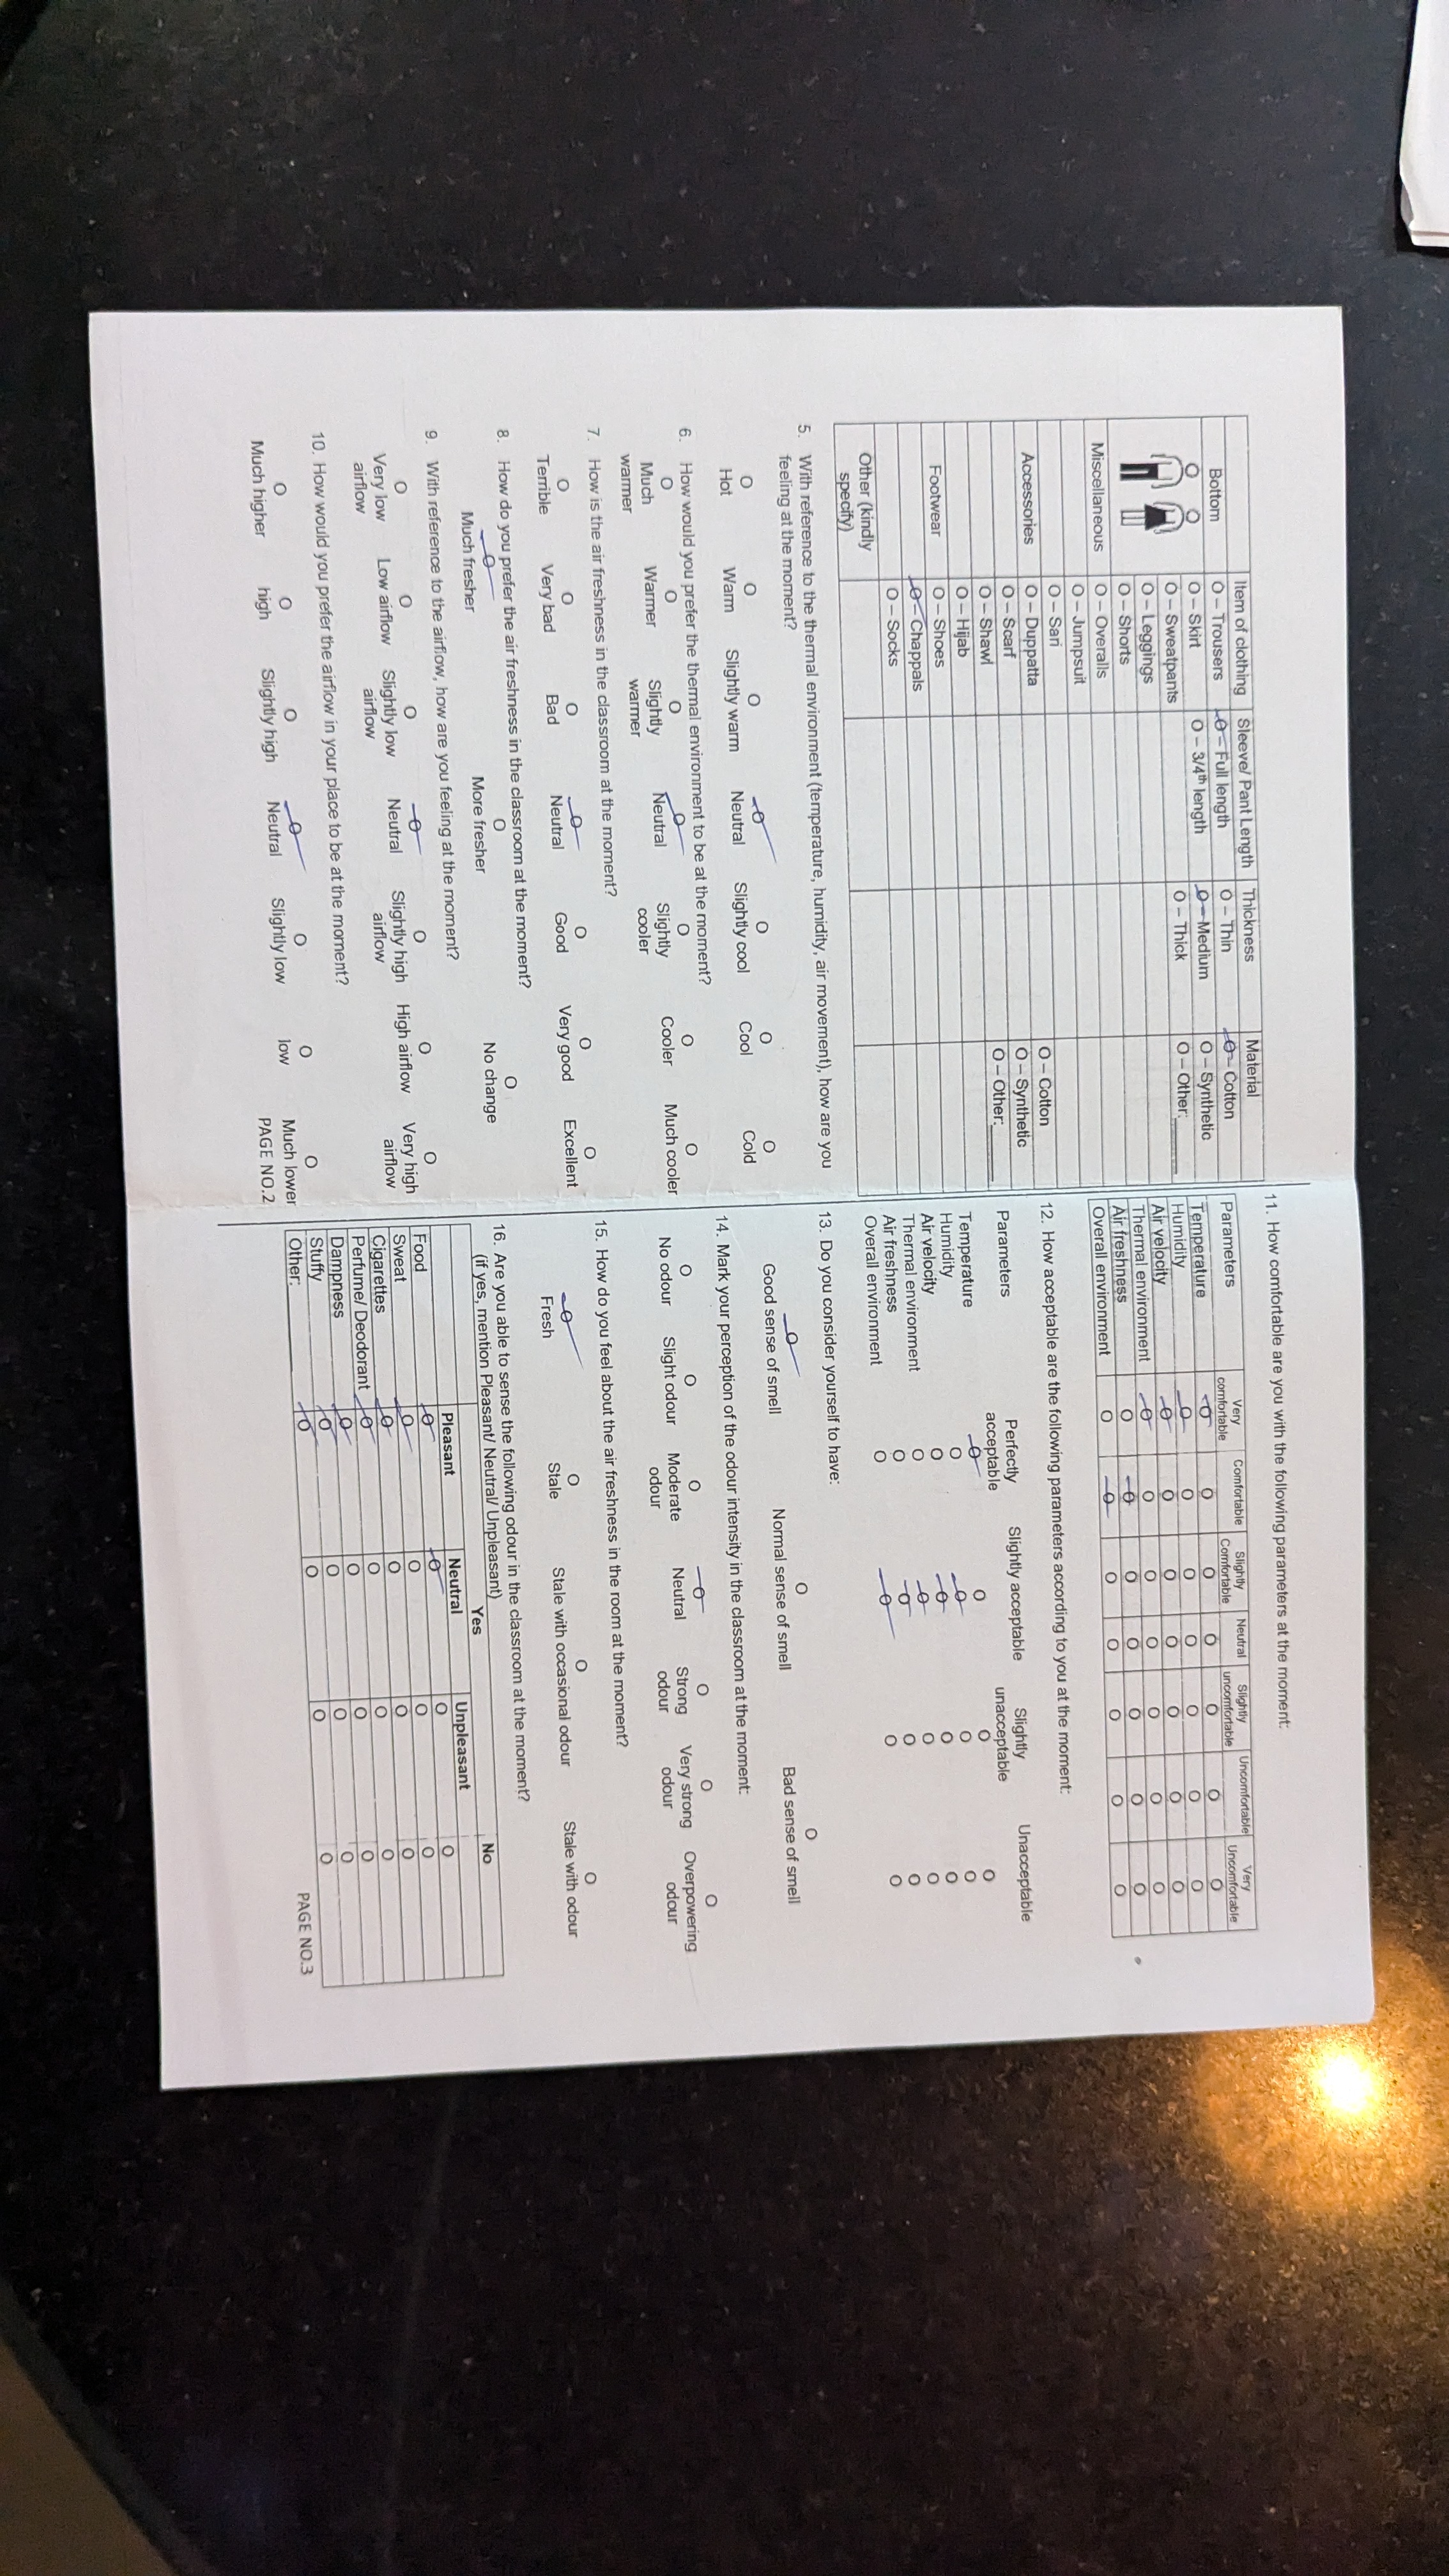 Item of clothing Sleeve/ Pant Length Thickness Material
Bottom O – Trousers O – Full length O – Thin O – Cotton
O – Skirt O – 3/4th length O – Medium O – Synthetic
O – Sweatpants O – Thick O – Other:______
O – Leggings
O – Shorts
Miscellaneous O – Overalls
O – Jumpsuit
O – Sari
Accessories O – Duppatta O – Cotton
O – Scarf O – Synthetic
O – Shawl O – Other:______
O – Hijab
Footwear O – Shoes
O – Chappals
O – Socks
Other (kindly
specify)
5. With reference to the thermal environment (temperature, humidity, air movement), how are you
feeling at the moment?
O O O O O O O
Hot Warm Slightly warm Neutral Slightly cool Cool Cold
6. How would you prefer the thermal environment to be at the moment?
O O O O O O O
Much Warmer Slightly Neutral Slightly Cooler Much cooler
warmer warmer cooler
7. How is the air freshness in the classroom at the moment?
O O O O O O O
Terrible Very bad Bad Neutral Good Very good Excellent
8. How do you prefer the air freshness in the classroom at the moment?
O O O
Much fresher More fresher No change
9. With reference to the airflow, how are you feeling at the moment?
O O O O O O O
Very low Low airflow Slightly low Neutral Slightly high High airflow Very high
airflow airflow airflow airflow
10. How would you prefer the airflow in your place to be at the moment?
O O O O O O O
Much higher high Slightly high Neutral Slightly low low Much lower
PAGE NO.2
11. How comfortable are you with the following parameters at the moment:
Parameters Very comfortable Comfortable Slightly Comfortable Neutral Slightly uncomfortable Uncomfortable Very Uncomfortable
Temperature O O O O O O O
Humidity O O O O O O O
Air velocity O O O O O O O
Thermal environment O O O O O O O
Air freshness O O O O O O O
Overall environment O O O O O O O
12. How acceptable are the following parameters according to you at the moment:
Parameters Perfectly acceptable Slightly acceptable Slightly unacceptable Unacceptable
Temperature O O O O
Humidity O O O O
Air velocity O O O O
Thermal environment O O O O
Air freshness O O O O
Overall environment O O O O
13. Do you consider yourself to have:
O O O
Good sense of smell Normal sense of smell Bad sense of smell
14. Mark your perception of the odour intensity in the classroom at the moment:
O O O O O O O
No odour Slight odour Moderate Neutral Strong Very strong Overpowering
odour odour odour odour
15. How do you feel about the air freshness in the room at the moment?
O O O O
Fresh Stale Stale with occasional odour Stale with odour
16. Are you able to sense the following odour in the classroom at the moment?
(if yes, mention Pleasant/ Neutral/ Unpleasant)
Yes No
Pleasant Neutral Unpleasant
Food O O O O
Sweat O O O O
Cigarettes O O O O
Perfume/ Deodorant O O O O
Dampness O O O O
Stuffy O O O O
Other:________ O O O O
PAGE NO.3